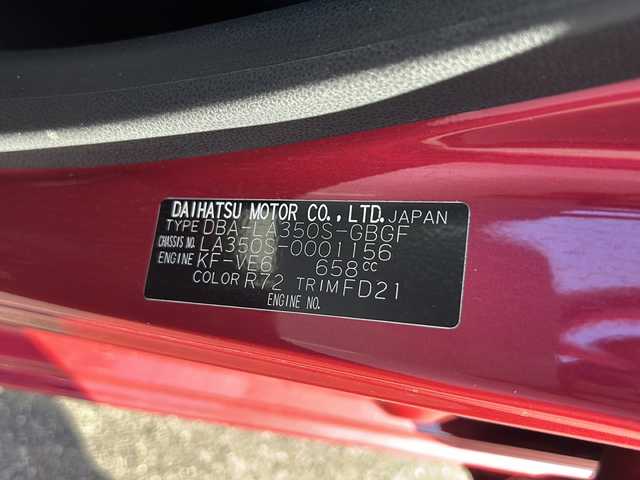 DAIHATSU MOTOR CO., LTD. JAPAN
TYPE DBA-LA350S-GBGF
CHASSIS NO. LA350S-0001156
ENGINE KF-VE6 658cc
COLOR R72 TRIM FD21
ENGINE NO.